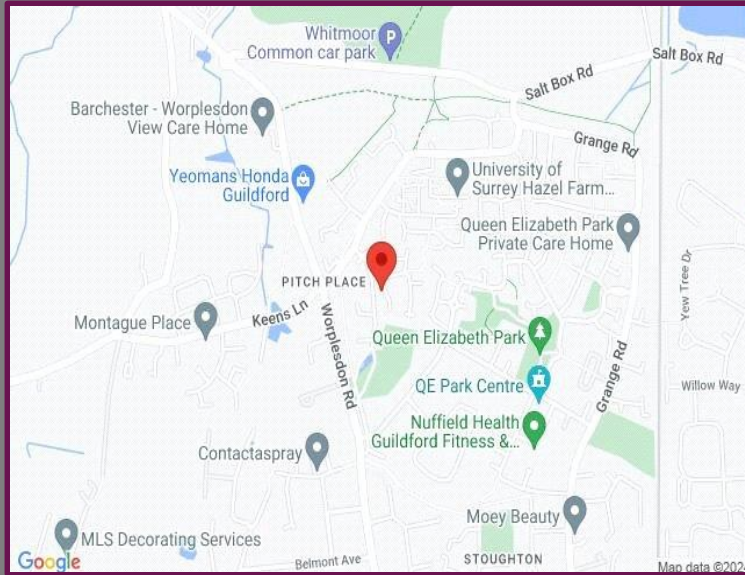 Whitmoor
Common car park
P
Salt Box Rd
Salt Box Rd
Barchester - Worplesdon
View Care Home
Grange Rd
Yeomans Honda
Guildford
University of
Surrey Hazel Farm...
Queen Elizabeth Park
Private Care Home
PITCH PLACE
Yew Tree Dr
Montague Place
Keens Ln
Worplesdon Rd
Queen Elizabeth Park
QE Park Centre
Grange Rd
Willow Way
Nuffield Health
Guildford Fitness &...
Contactaspray
Moey Beauty
MLS Decorating Services
STOUGHTON
Belmont Ave
Google
Map data ©2024